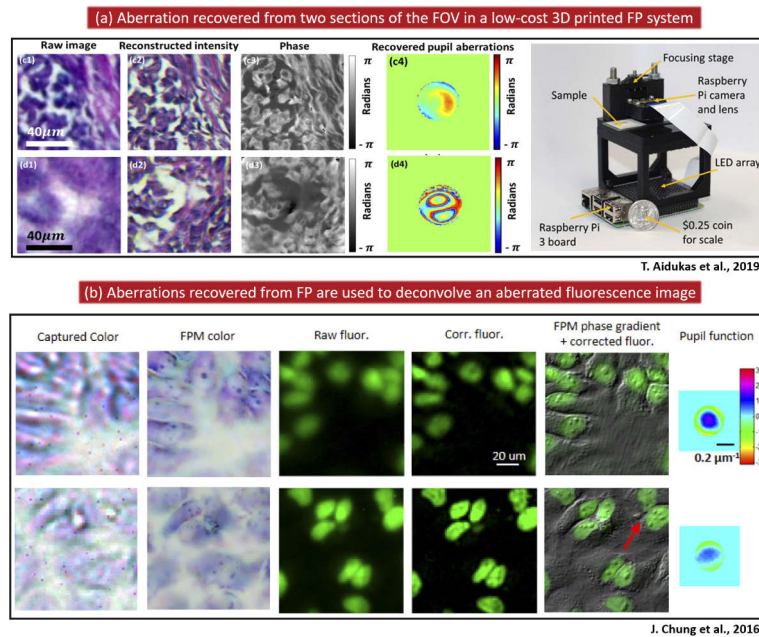 (a) Aberration recovered from two sections of the FOV in a low-cost 3D printed FP system
Raw image
Reconstructed intensity
Phase
Recovered pupil aberrations
(c1)
(c2)
(c3)
(c4)
40μm
π
Radians
- π
π
Radians
- π
(d1)
(d2)
(d3)
(d4)
40μm
π
Radians
- π
π
Radians
- π
Focusing stage
Sample
Raspberry
Pi camera
and lens
LED array
Raspberry Pi
3 board
$0.25 coin
for scale
T. Aidukas et al., 2019
(b) Aberrations recovered from FP are used to deconvolve an aberrated fluorescence image
Captured Color
FPM color
Raw fluor.
Corr. fluor.
FPM phase gradient
+ corrected fluor.
Pupil function
20 um
0.2 μm⁻¹
3
2
1
0
J. Chung et al., 2016